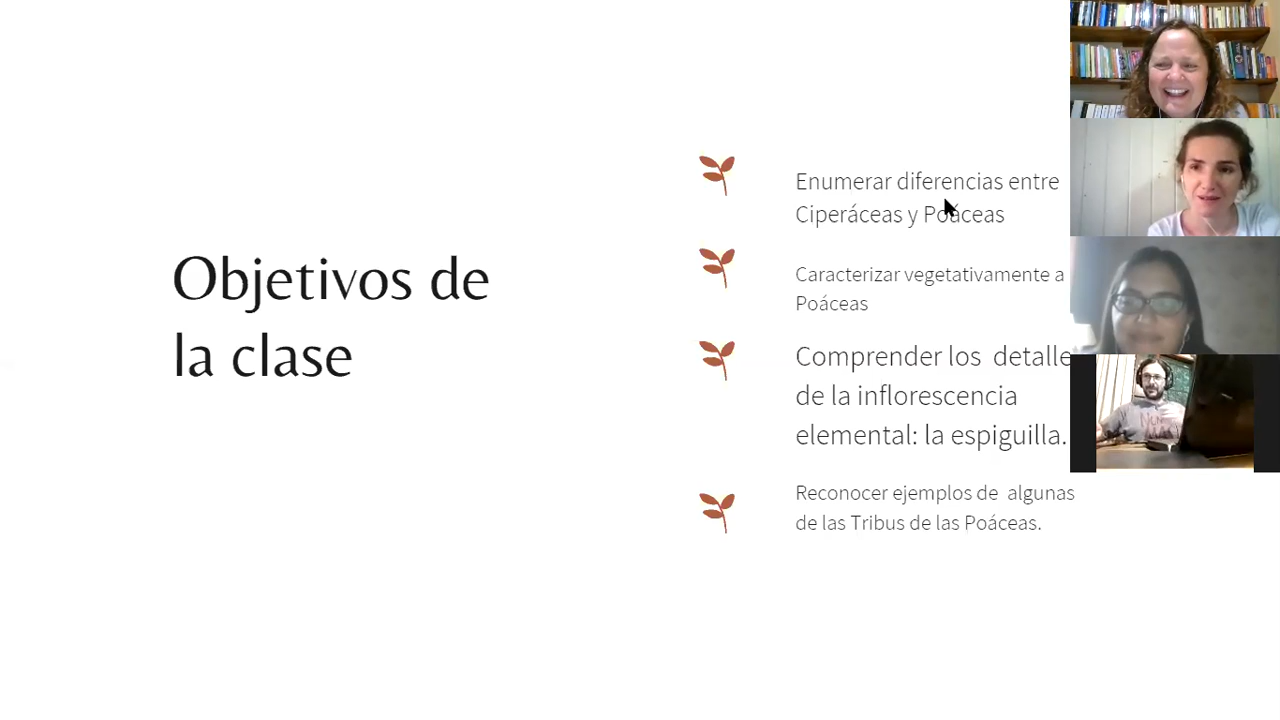 Objetivos de
la clase
Enumerar diferencias entre
Ciperáceas y Poáceas
Caracterizar vegetativamente a
Poáceas
Comprender los detalle
de la inflorescencia
elemental: la espiguilla.
Reconocer ejemplos de algunas
de las Tribus de las Poáceas.